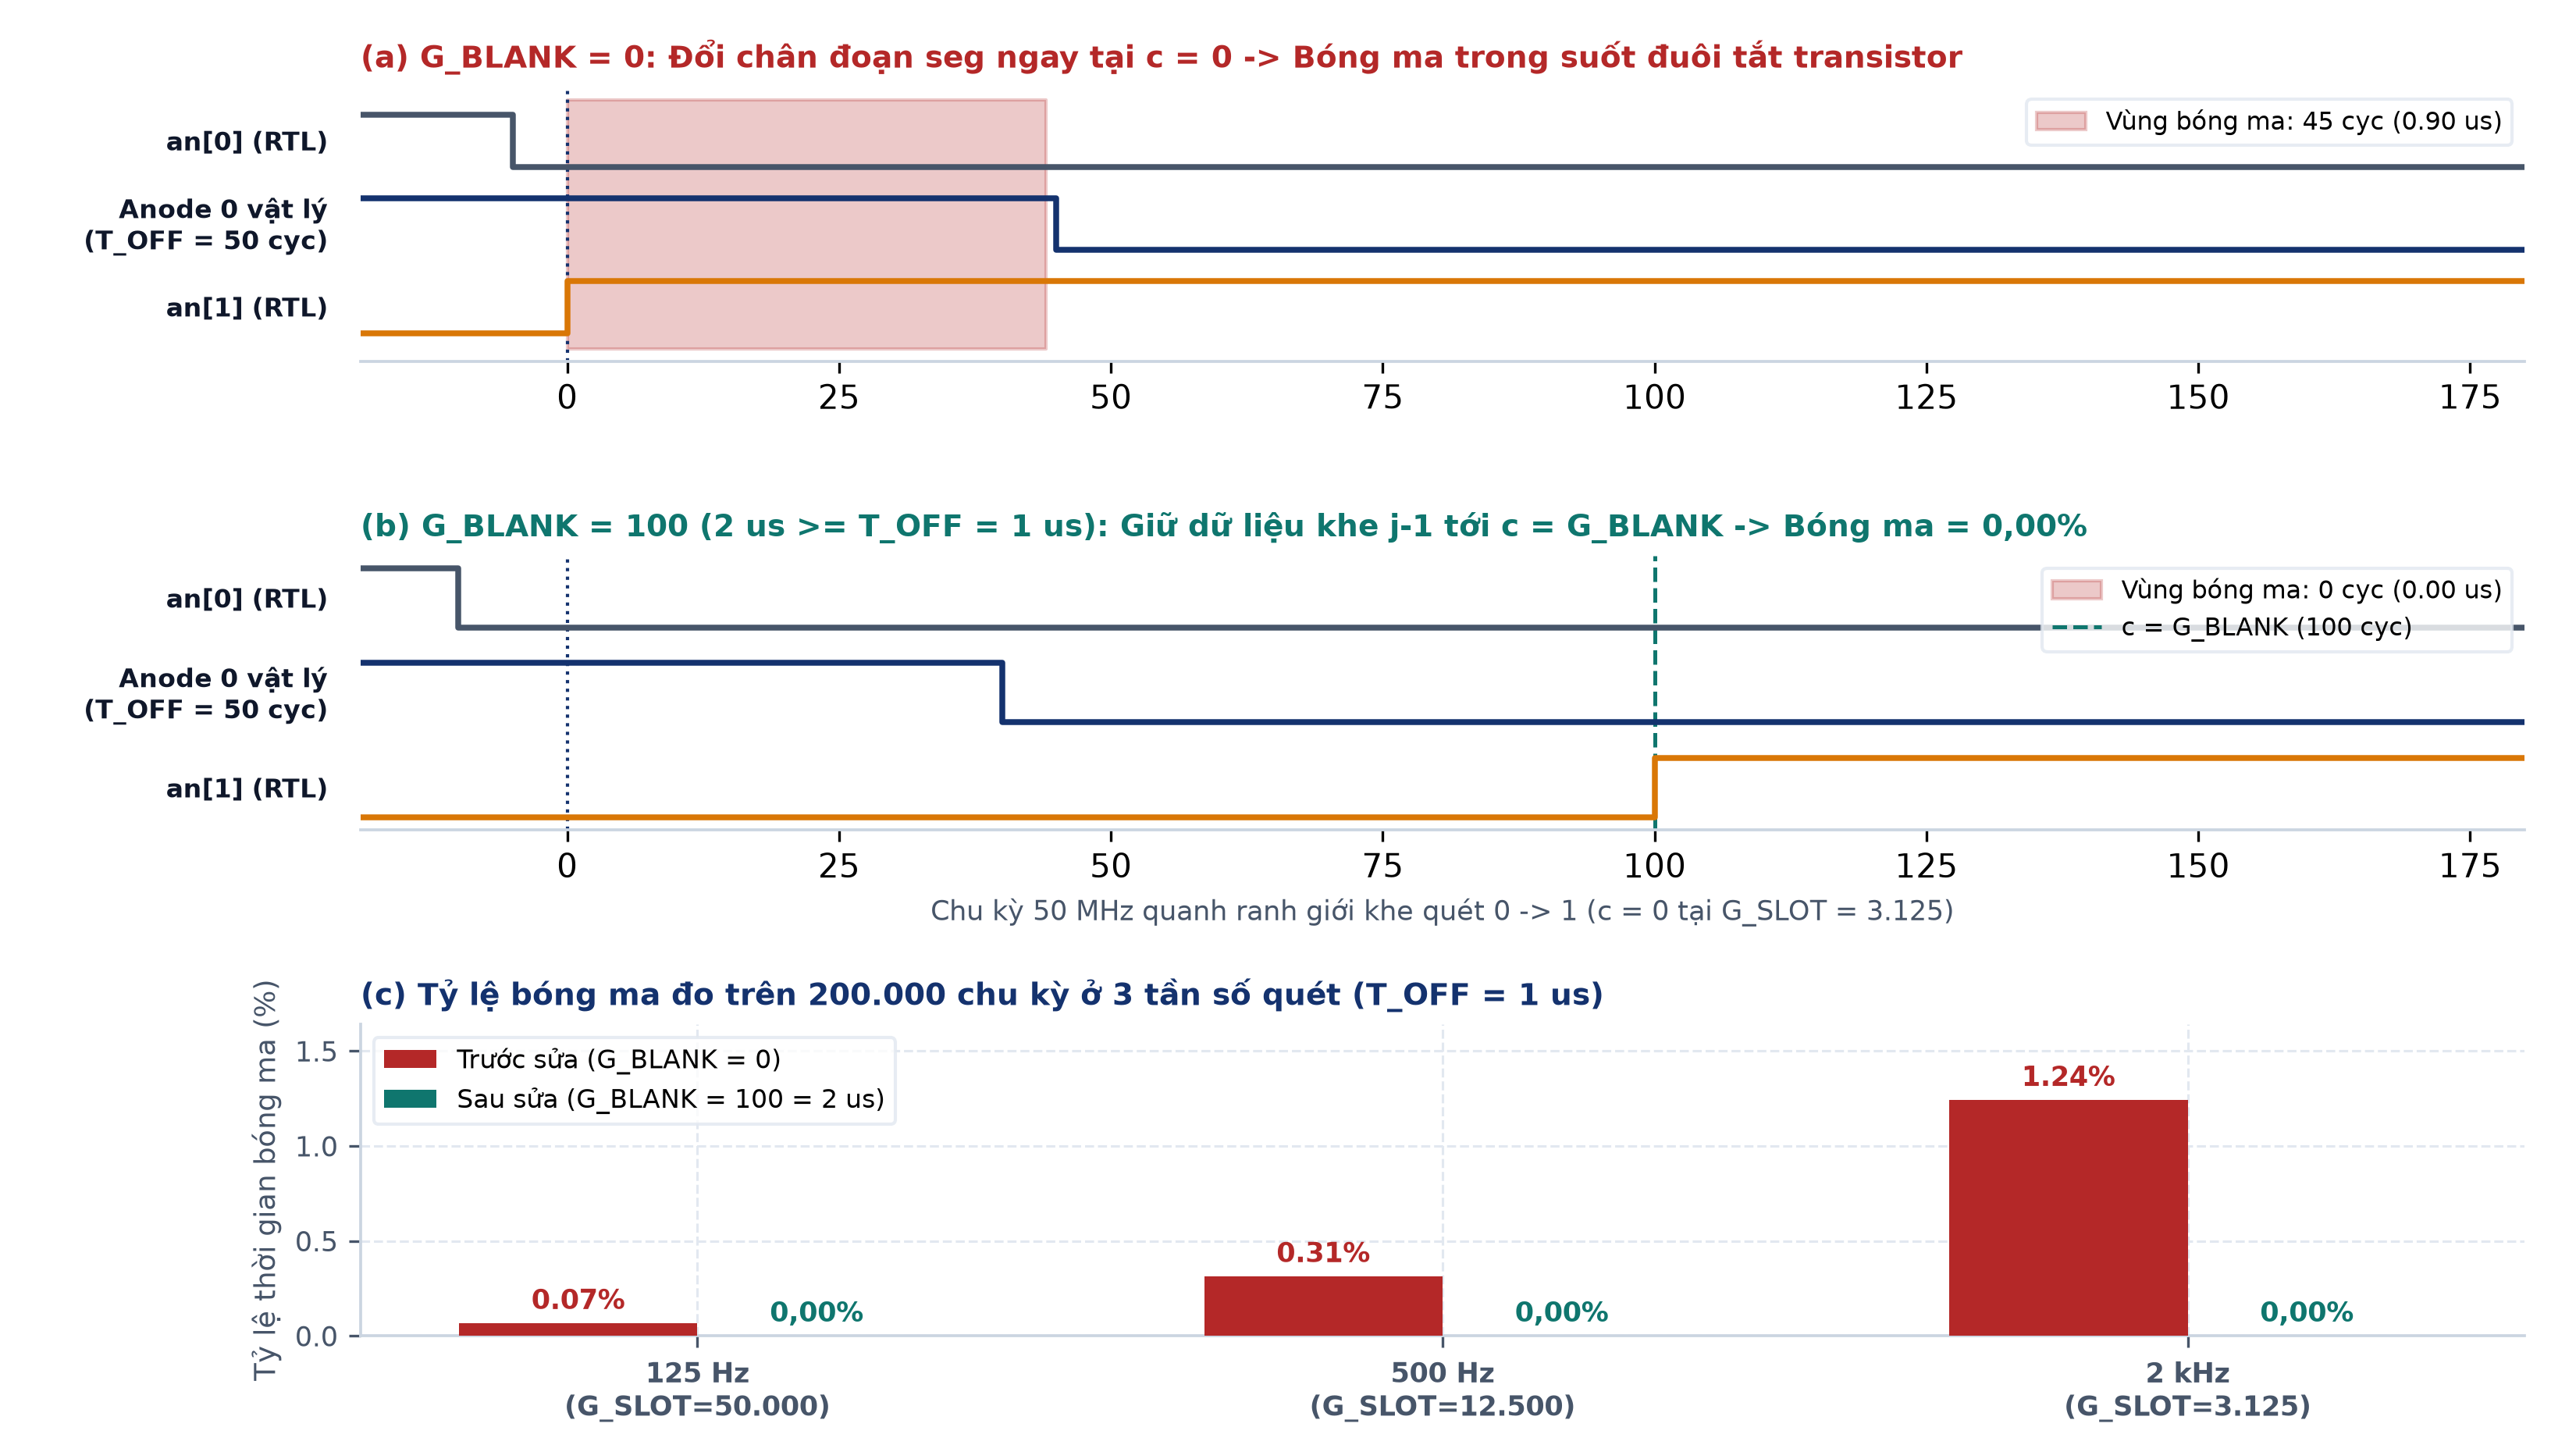 (a) G_BLANK = 0: Đổi chân đoạn seg ngay tại c = 0 -> Bóng ma trong suốt đuôi tắt transistor
Vùng bóng ma: 45 cyc (0.90 us)
an[0] (RTL)
Anode 0 vật lý
(T_OFF = 50 cyc)
an[1] (RTL)
0 25 50 75 100 125 150 175
(b) G_BLANK = 100 (2 us >= T_OFF = 1 us): Giữ dữ liệu khe j-1 tới c = G_BLANK -> Bóng ma = 0,00%
Vùng bóng ma: 0 cyc (0.00 us)
c = G_BLANK (100 cyc)
an[0] (RTL)
Anode 0 vật lý
(T_OFF = 50 cyc)
an[1] (RTL)
0 25 50 75 100 125 150 175
Chu kỳ 50 MHz quanh ranh giới khe quét 0 -> 1 (c = 0 tại G_SLOT = 3.125)
(c) Tỷ lệ bóng ma đo trên 200.000 chu kỳ ở 3 tần số quét (T_OFF = 1 us)
Tỷ lệ thời gian bóng ma (%)
Trước sửa (G_BLANK = 0)
Sau sửa (G_BLANK = 100 = 2 us)
1.5
1.0
0.5
0.0
0.07% 0,00% 0.31% 0,00% 1.24% 0,00%
125 Hz 500 Hz 2 kHz
(G_SLOT=50.000) (G_SLOT=12.500) (G_SLOT=3.125)